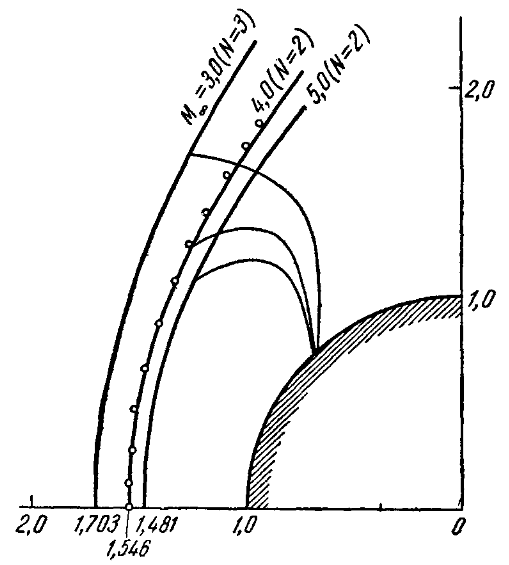 M∞=3,0(N=3)
4,0(N=2)
5,0(N=2)
2,0
1,0
2,0 1,703 1,481 1,0 0
1,546